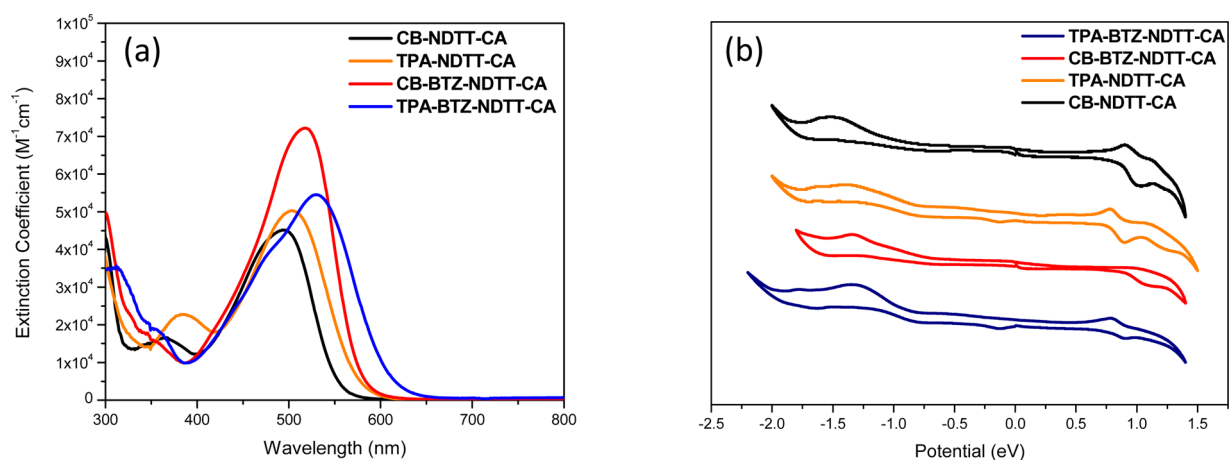 (a)
CB-NDTT-CA
TPA-NDTT-CA
CB-BTZ-NDTT-CA
TPA-BTZ-NDTT-CA
Extinction Coefficient (M⁻¹cm⁻¹)
1x10⁵
9x10⁴
8x10⁴
7x10⁴
6x10⁴
5x10⁴
4x10⁴
3x10⁴
2x10⁴
1x10⁴
0
300 400 500 600 700 800
Wavelength (nm)
(b)
TPA-BTZ-NDTT-CA
CB-BTZ-NDTT-CA
TPA-NDTT-CA
CB-NDTT-CA
-2.5 -2.0 -1.5 -1.0 -0.5 0.0 0.5 1.0 1.5
Potential (eV)